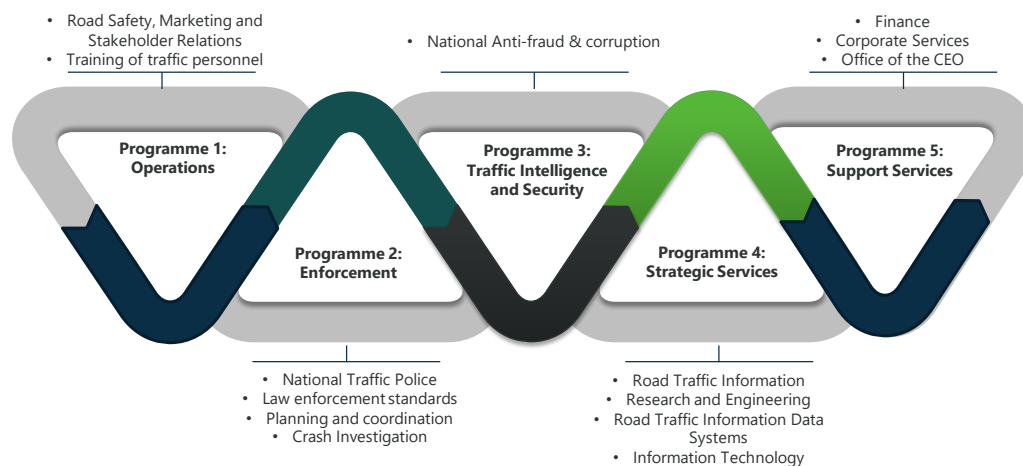 • Road Safety, Marketing and
Stakeholder Relations
• Training of traffic personnel
• National Anti-fraud & corruption
• Finance
• Corporate Services
• Office of the CEO
Programme 1:
Operations
Programme 3:
Traffic Intelligence
and Security
Programme 5:
Support Services
Programme 2:
Enforcement
Programme 4:
Strategic Services
• National Traffic Police
• Law enforcement standards
• Planning and coordination
• Crash Investigation
• Road Traffic Information
• Research and Engineering
• Road Traffic Information Data
Systems
• Information Technology